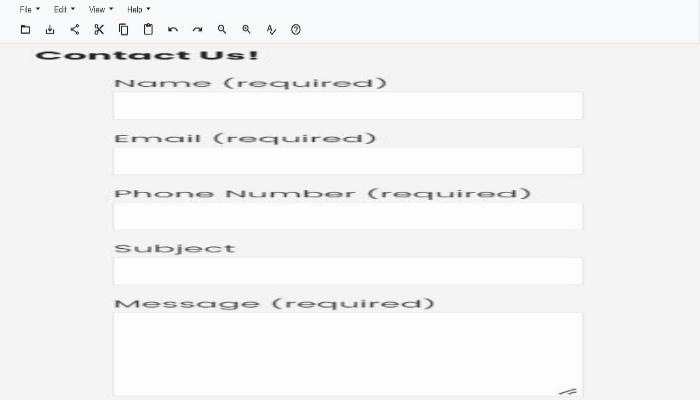 File Edit View Help
Contact Us!
Name (required)
Email (required)
Phone Number (required)
Subject
Message (required)